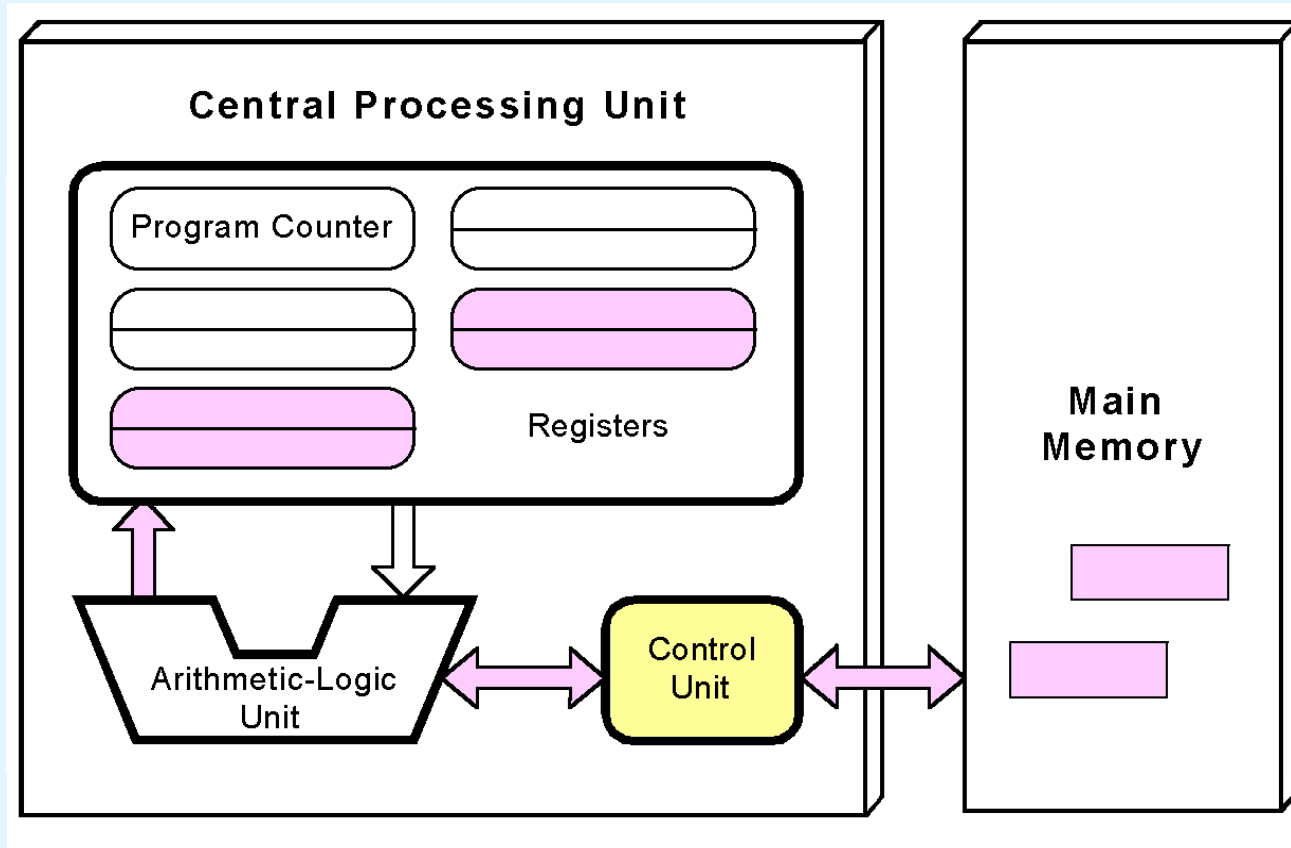 Central Processing Unit
Program Counter
Registers
Main
Memory
Arithmetic-Logic
Unit
Control
Unit